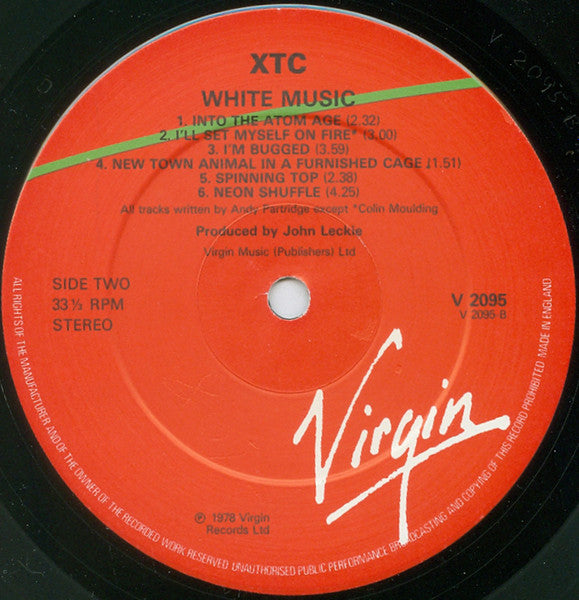 XTC
WHITE MUSIC
1. INTO THE ATOM AGE (2.32)
2. I'LL SET MYSELF ON FIRE* (3.00)
3. I'M BUGGED (3.59)
4. NEW TOWN ANIMAL IN A FURNISHED CAGE (1.51)
5. SPINNING TOP (2.38)
6. NEON SHUFFLE (4.25)
All tracks written by Andy Partridge except *Colin Moulding
Produced by John Leckie
Virgin Music (Publishers) Ltd
SIDE TWO
33⅓ RPM
STEREO
V 2095
V 2095 B
Virgin
℗ 1978 Virgin
Records Ltd
ALL RIGHTS OF THE MANUFACTURER AND OF THE OWNER OF THE RECORDED WORK RESERVED UNAUTHORISED PUBLIC PERFORMANCE BROADCASTING AND COPYING OF THIS RECORD PROHIBITED MADE IN ENGLAND